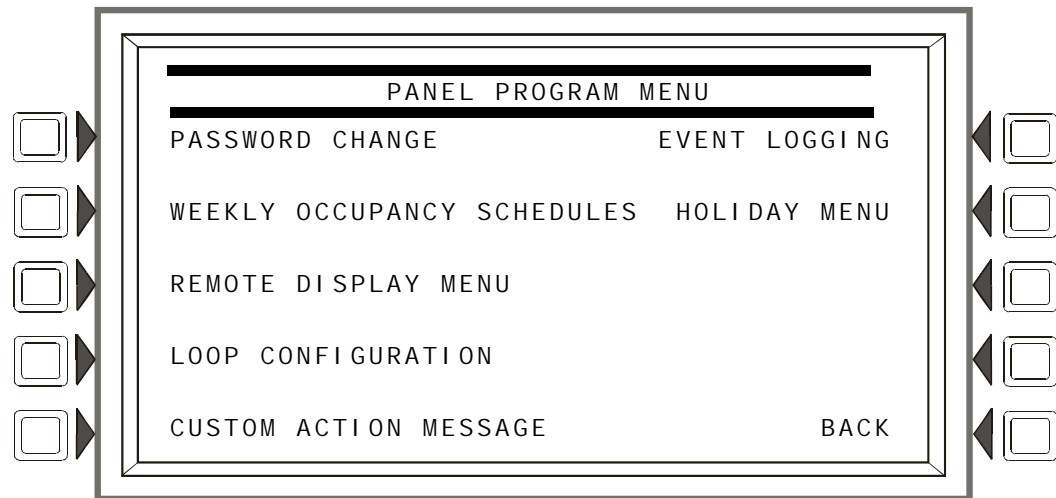 PANEL PROGRAM MENU
PASSWORD CHANGE EVENT LOGGING
WEEKLY OCCUPANCY SCHEDULES HOLIDAY MENU
REMOTE DISPLAY MENU
LOOP CONFIGURATION
CUSTOM ACTION MESSAGE BACK